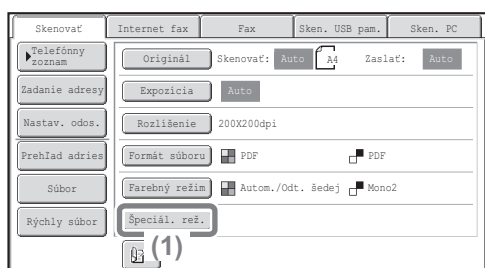 Skenovať Internet fax Fax Sken. USB pam. Sken. PC
Telefónny zoznam
Originál Skenovať: Auto A4 Zaslať: Auto
Zadanie adresy Expozícia Auto
Nastav. odos. Rozlíšenie 200X200dpi
Prehľad adries Formát súboru PDF PDF
Súbor Farebný režim Autom./Odt. šedej Mono2
Rýchly súbor Špeciál. rež.
(1)